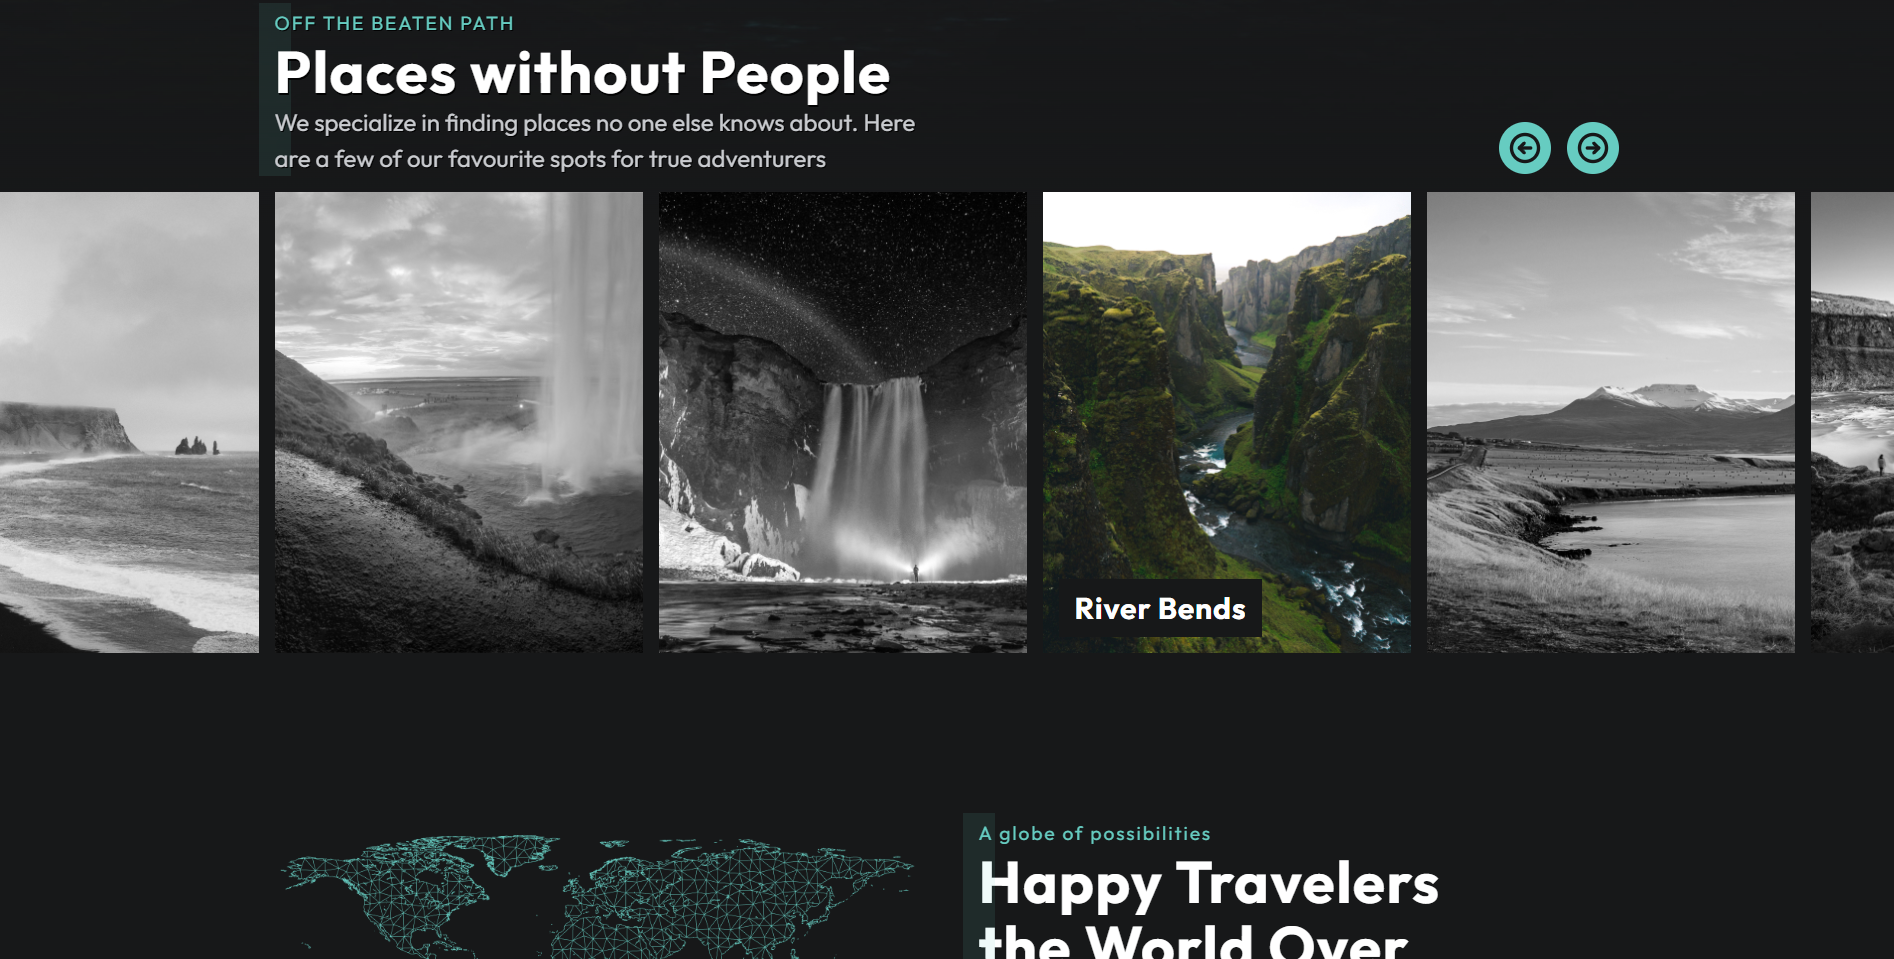 OFF THE BEATEN PATH
Places without People
We specialize in finding places no one else knows about. Here
are a few of our favourite spots for true adventurers
River Bends
A globe of possibilities
Happy Travelers
the World Over